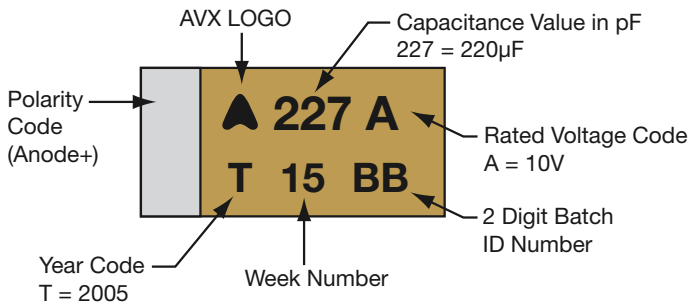 AVX LOGO
Capacitance Value in pF
227 = 220µF
Polarity
Code
(Anode+)
227 A
Rated Voltage Code
A = 10V
T 15 BB
2 Digit Batch
ID Number
Year Code
T = 2005
Week Number